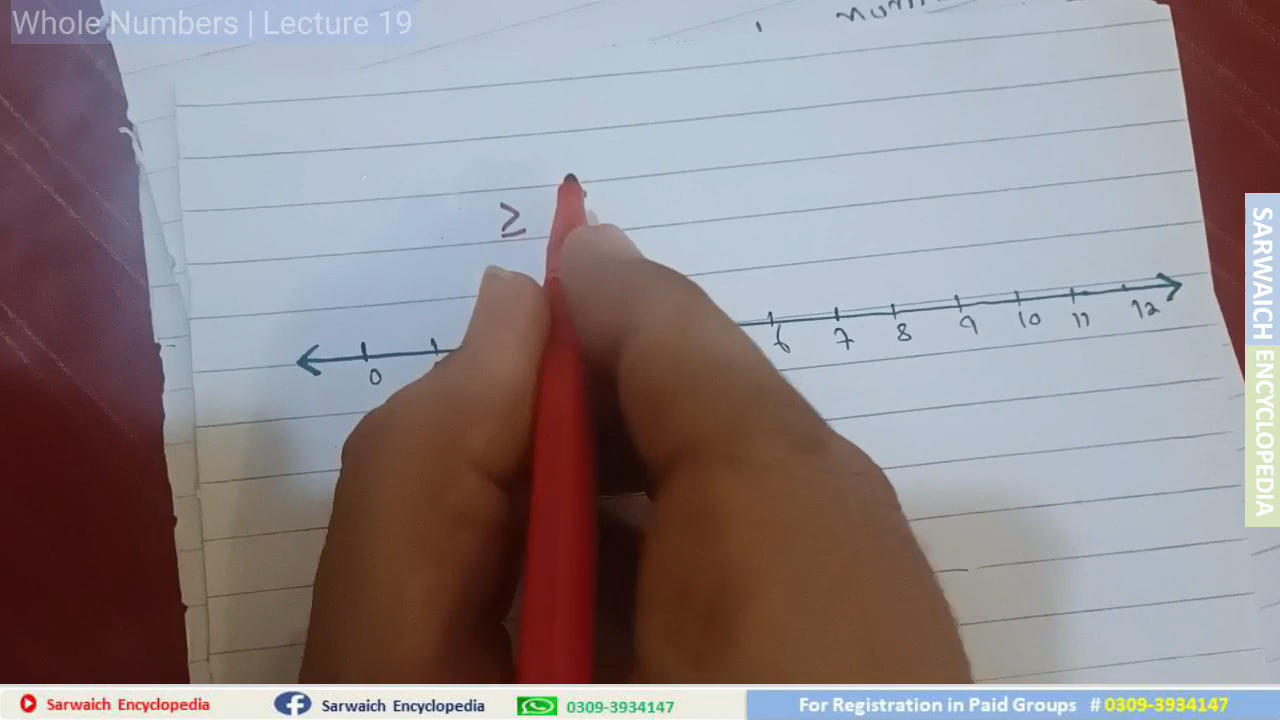 Whole Numbers | Lecture 19
≥
0 6 7 8 9 10 11 12
SARWAICH ENCYCLOPEDIA
Sarwaich Encyclopedia Sarwaich Encyclopedia 0309-3934147 For Registration in Paid Groups # 0309-3934147